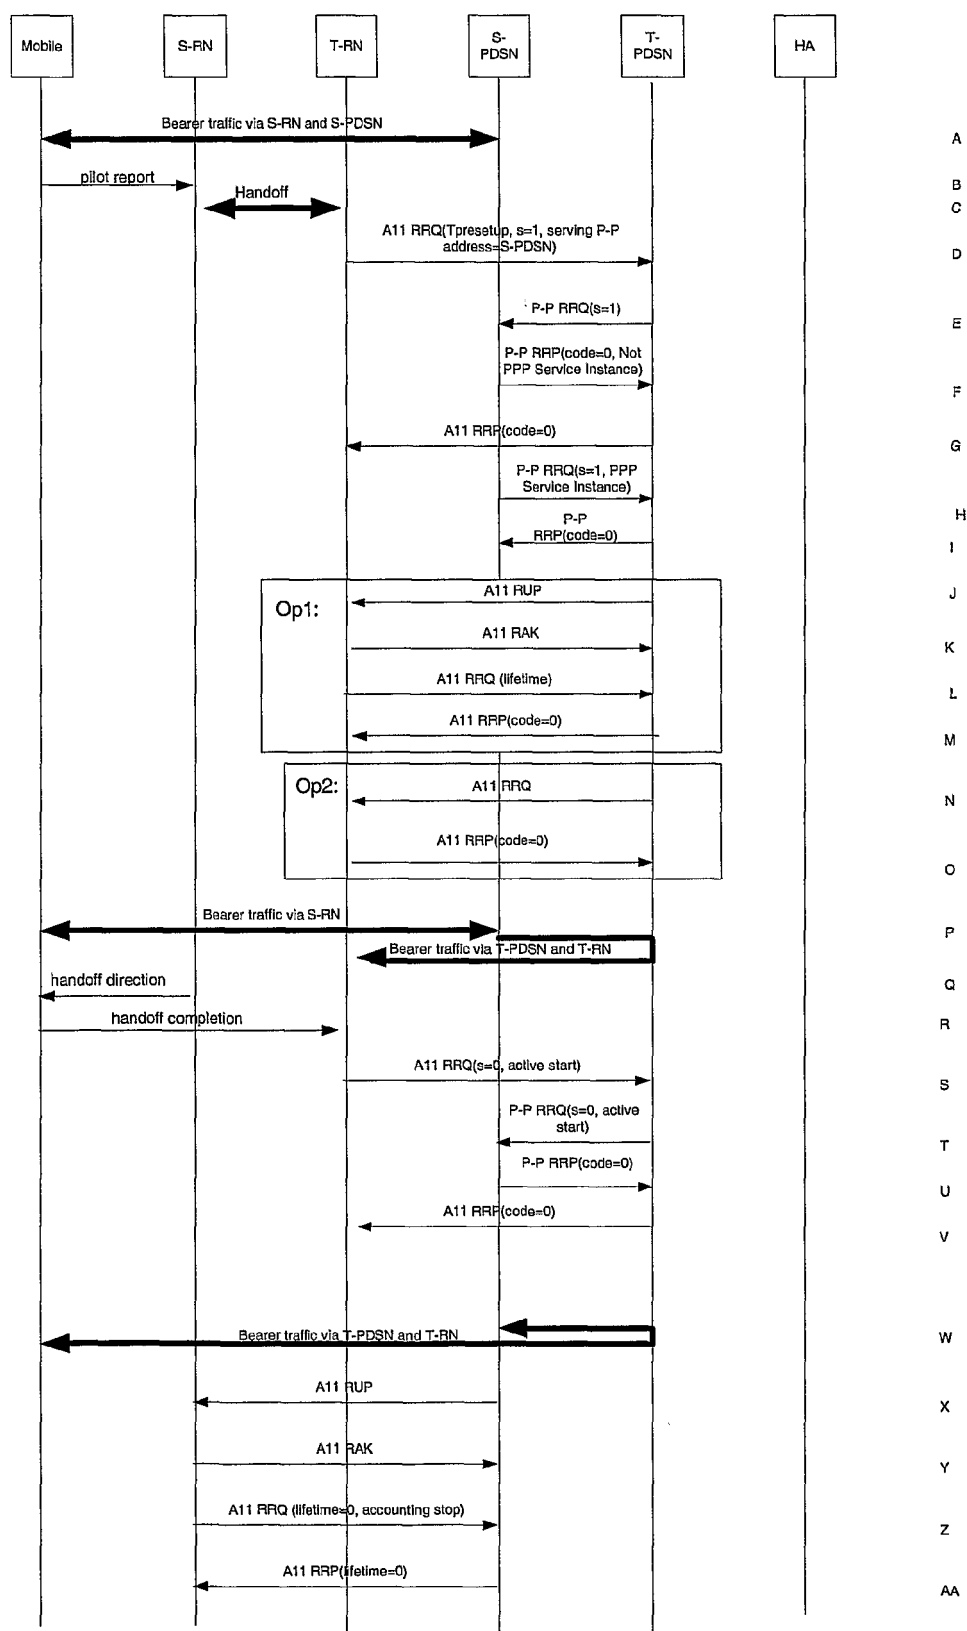 Mobile
S-RN
T-RN
S-
PDSN
T-
PDSN
HA
Bearer traffic via S-RN and S-PDSN
A
pilot report
B
Handoff
C
A11 RRQ(Tpresetup, s=1, serving P-P
address=S-PDSN)
D
P-P RRQ(s=1)
E
P-P RRP(code=0, Not
PPP Service Instance)
F
A11 RRP(code=0)
G
P-P RRQ(s=1, PPP
Service Instance)
H
P-P
RRP(code=0)
I
Op1:
A11 RUP
J
A11 RAK
K
A11 RRQ (lifetime)
L
A11 RRP(code=0)
M
Op2:
A11 RRQ
N
A11 RRP(code=0)
O
Bearer traffic via S-RN
P
Bearer traffic via T-PDSN and T-RN
handoff direction
Q
handoff completion
R
A11 RRQ(s=0, active start)
S
P-P RRQ(s=0, active
start)
T
P-P RRP(code=0)
U
A11 RRP(code=0)
V
Bearer traffic via T-PDSN and T-RN
W
A11 RUP
X
A11 RAK
Y
A11 RRQ (lifetime=0, accounting stop)
Z
A11 RRP(lifetime=0)
AA